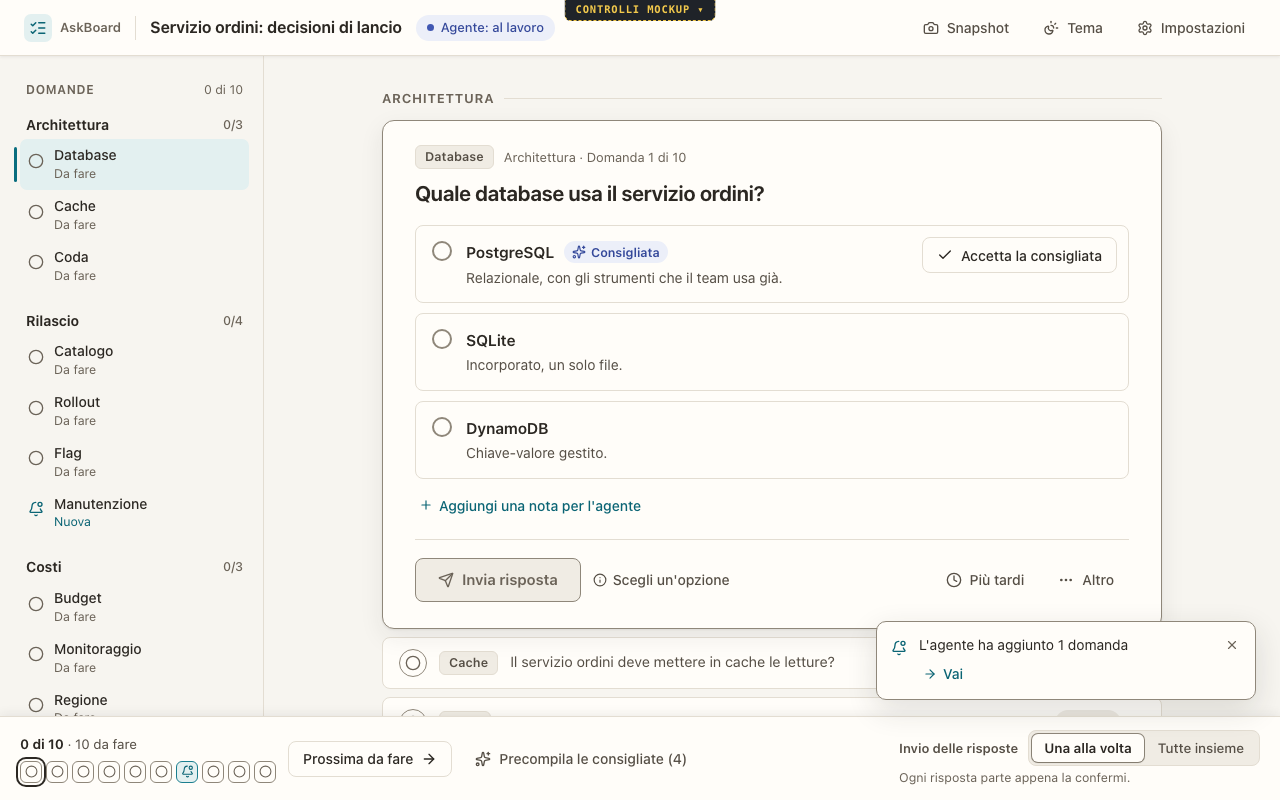 CONTROLLI MOCKUP ▾
AskBoard
Servizio ordini: decisioni di lancio
Agente: al lavoro
Snapshot
Tema
Impostazioni
DOMANDE 0 di 10
Architettura 0/3
Database
Da fare
Cache
Da fare
Coda
Da fare
Rilascio 0/4
Catalogo
Da fare
Rollout
Da fare
Flag
Da fare
Manutenzione
Nuova
Costi 0/3
Budget
Da fare
Monitoraggio
Da fare
Regione
ARCHITETTURA
Database Architettura · Domanda 1 di 10
Quale database usa il servizio ordini?
PostgreSQL Consigliata
Relazionale, con gli strumenti che il team usa già.
Accetta la consigliata
SQLite
Incorporato, un solo file.
DynamoDB
Chiave-valore gestito.
Aggiungi una nota per l'agente
Invia risposta
Scegli un'opzione
Più tardi
Altro
Cache Il servizio ordini deve mettere in cache le letture?
L'agente ha aggiunto 1 domanda
Vai
0 di 10 · 10 da fare
Prossima da fare
Precompila le consigliate (4)
Invio delle risposte
Una alla volta
Tutte insieme
Ogni risposta parte appena la confermi.